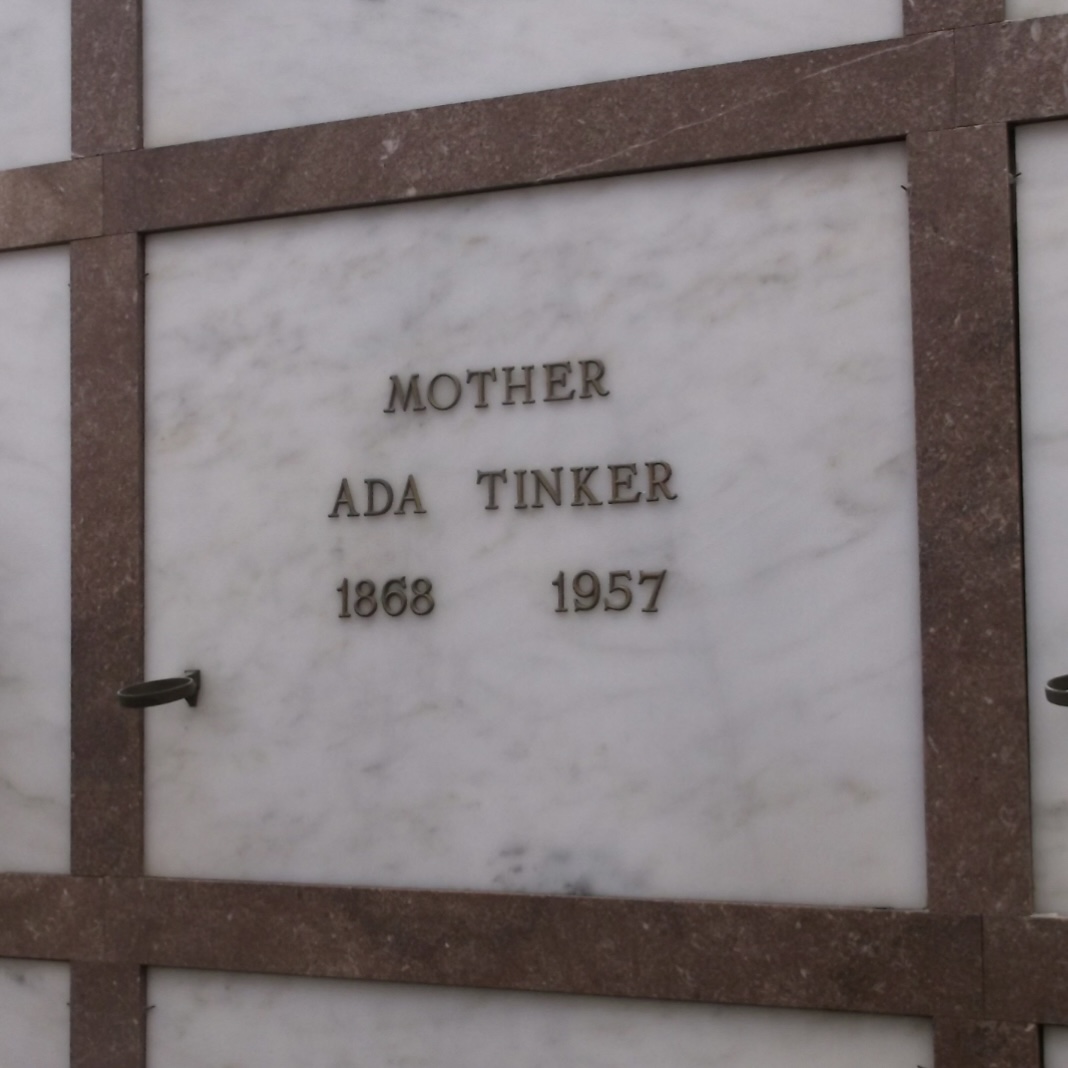 MOTHER
ADA TINKER
1868 1957